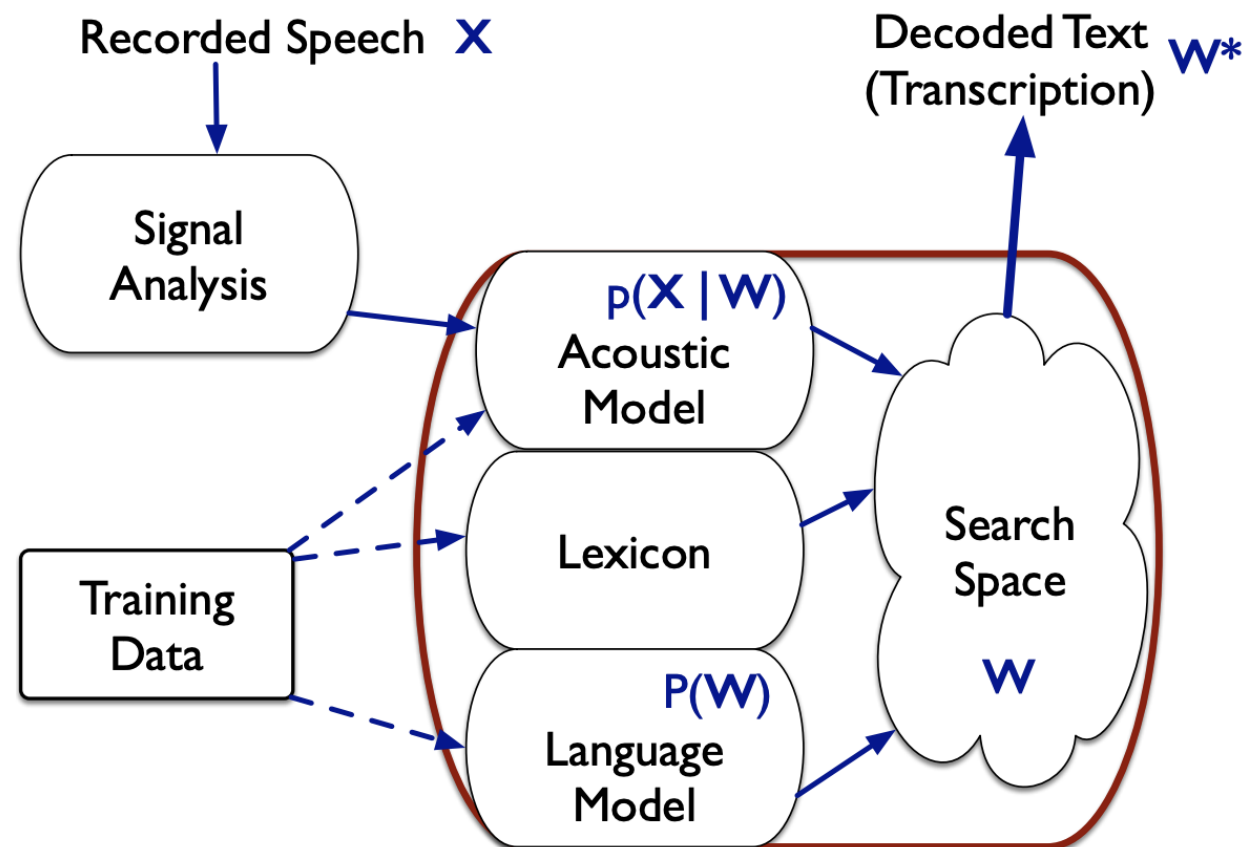 Recorded Speech X
Decoded Text W*
(Transcription)
Signal
Analysis
p(X | W)
Acoustic
Model
Lexicon
Search
Space
W
Training
Data
P(W)
Language
Model